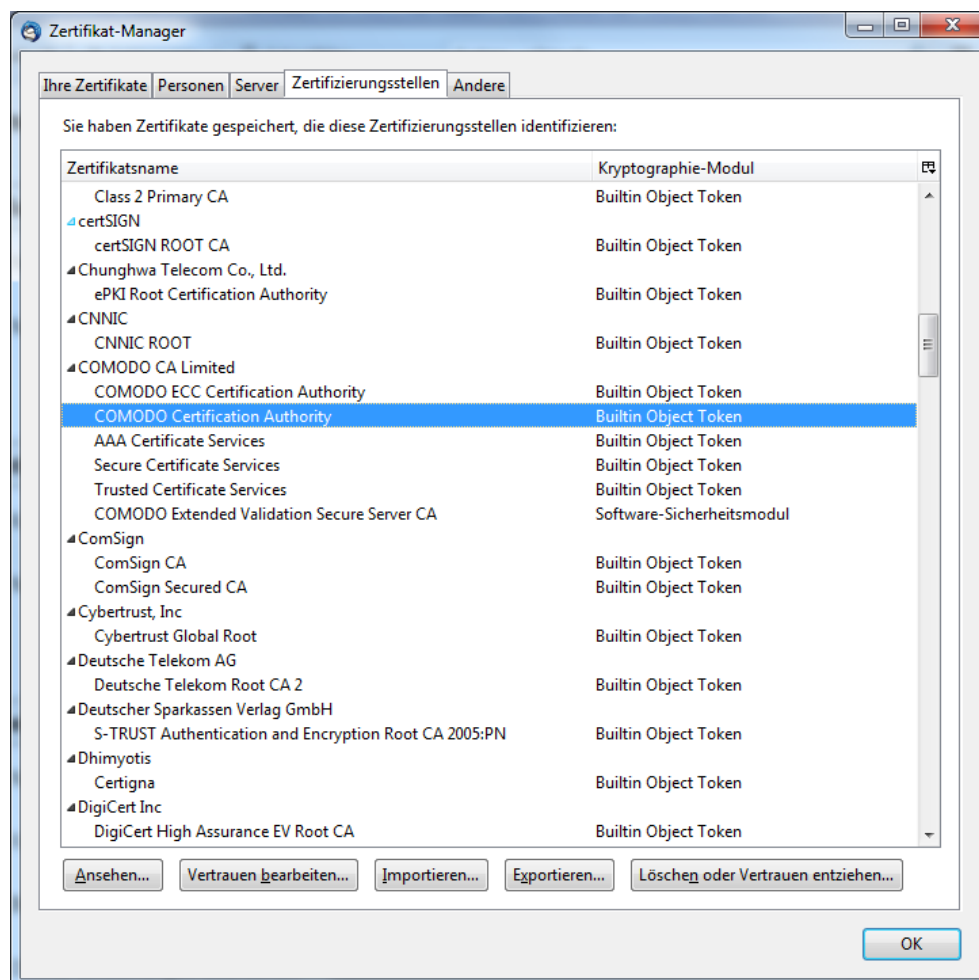 Zertifikat-Manager
Ihre Zertifikate Personen Server Zertifizierungsstellen Andere
Sie haben Zertifikate gespeichert, die diese Zertifizierungsstellen identifizieren:
Zertifikatsname Kryptographie-Modul
Class 2 Primary CA Builtin Object Token
certSIGN
certSIGN ROOT CA Builtin Object Token
Chunghwa Telecom Co., Ltd.
ePKI Root Certification Authority Builtin Object Token
CNNIC
CNNIC ROOT Builtin Object Token
COMODO CA Limited
COMODO ECC Certification Authority Builtin Object Token
COMODO Certification Authority Builtin Object Token
AAA Certificate Services Builtin Object Token
Secure Certificate Services Builtin Object Token
Trusted Certificate Services Builtin Object Token
COMODO Extended Validation Secure Server CA Software-Sicherheitsmodul
ComSign
ComSign CA Builtin Object Token
ComSign Secured CA Builtin Object Token
Cybertrust, Inc
Cybertrust Global Root Builtin Object Token
Deutsche Telekom AG
Deutsche Telekom Root CA 2 Builtin Object Token
Deutscher Sparkassen Verlag GmbH
S-TRUST Authentication and Encryption Root CA 2005:PN Builtin Object Token
Dhimyotis
Certigna Builtin Object Token
DigiCert Inc
DigiCert High Assurance EV Root CA Builtin Object Token
Ansehen... Vertrauen bearbeiten... Importieren... Exportieren... Löschen oder Vertrauen entziehen...
OK